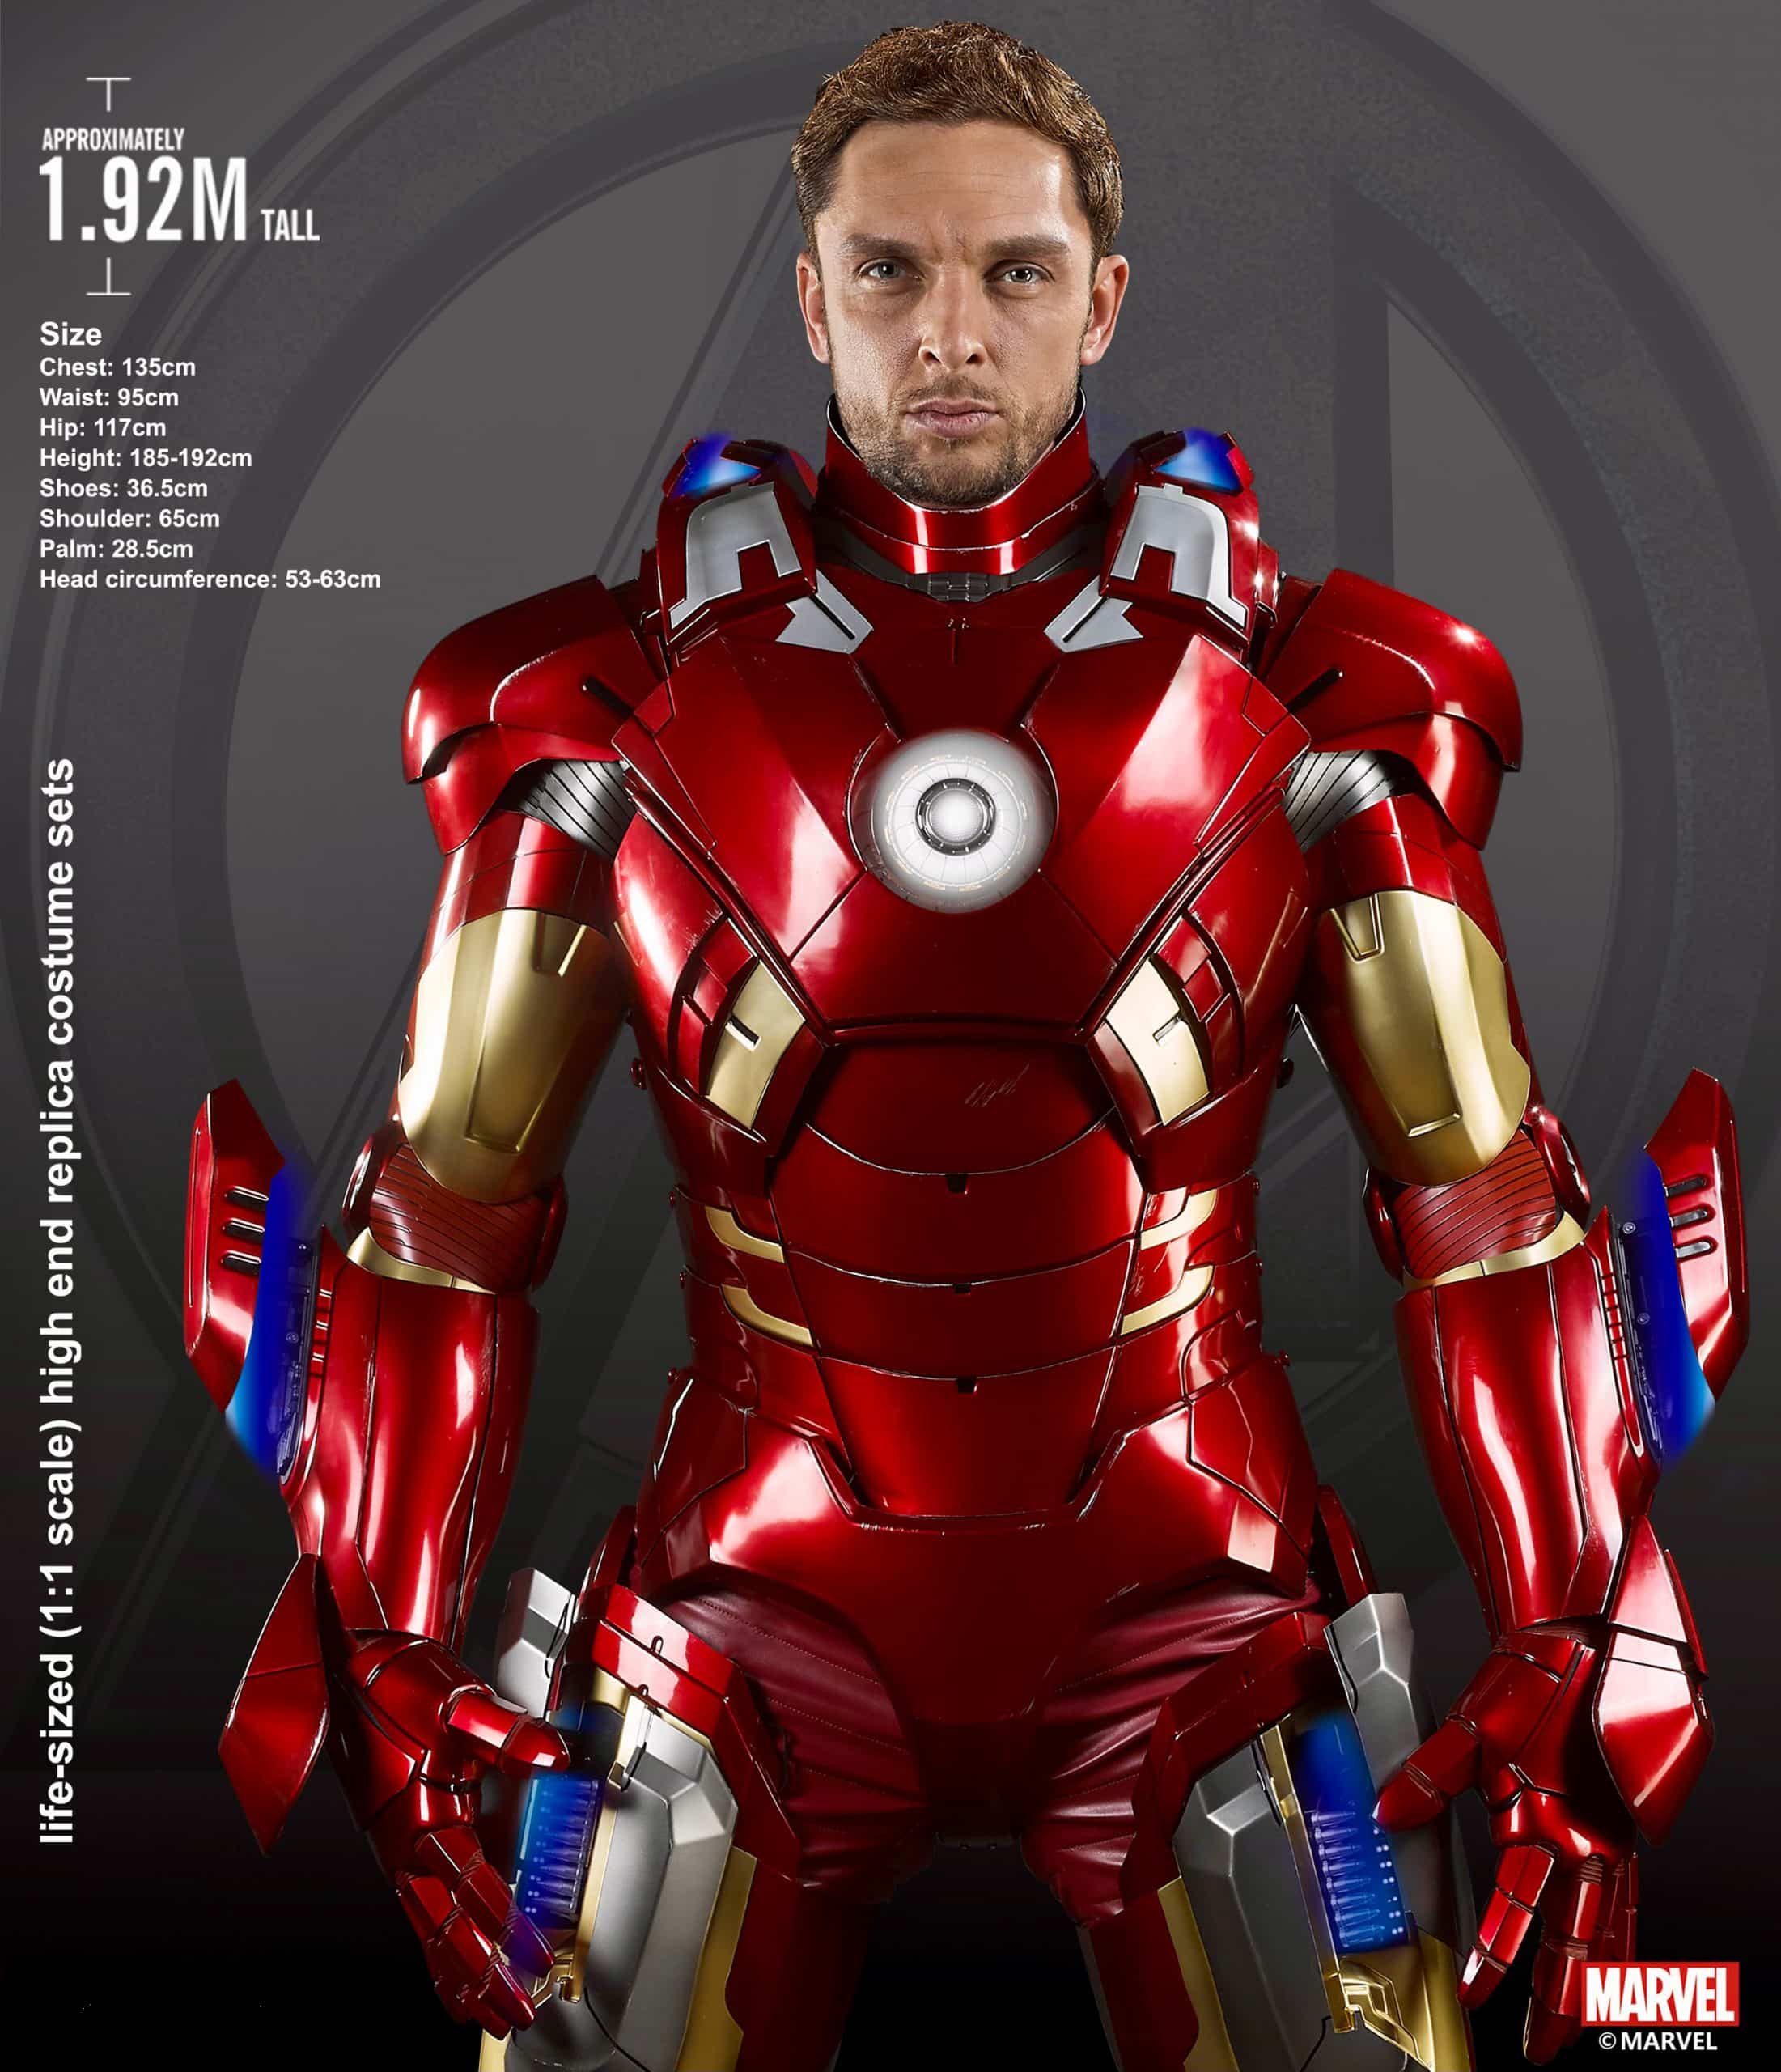 APPROXIMATELY
1.92M TALL
Size
Chest: 135cm
Waist: 95cm
Hip: 117cm
Height: 185-192cm
Shoes: 36.5cm
Shoulder: 65cm
Palm: 28.5cm
Head circumference: 53-63cm
life-sized (1:1 scale) high end replica costume sets
MARVEL
© MARVEL